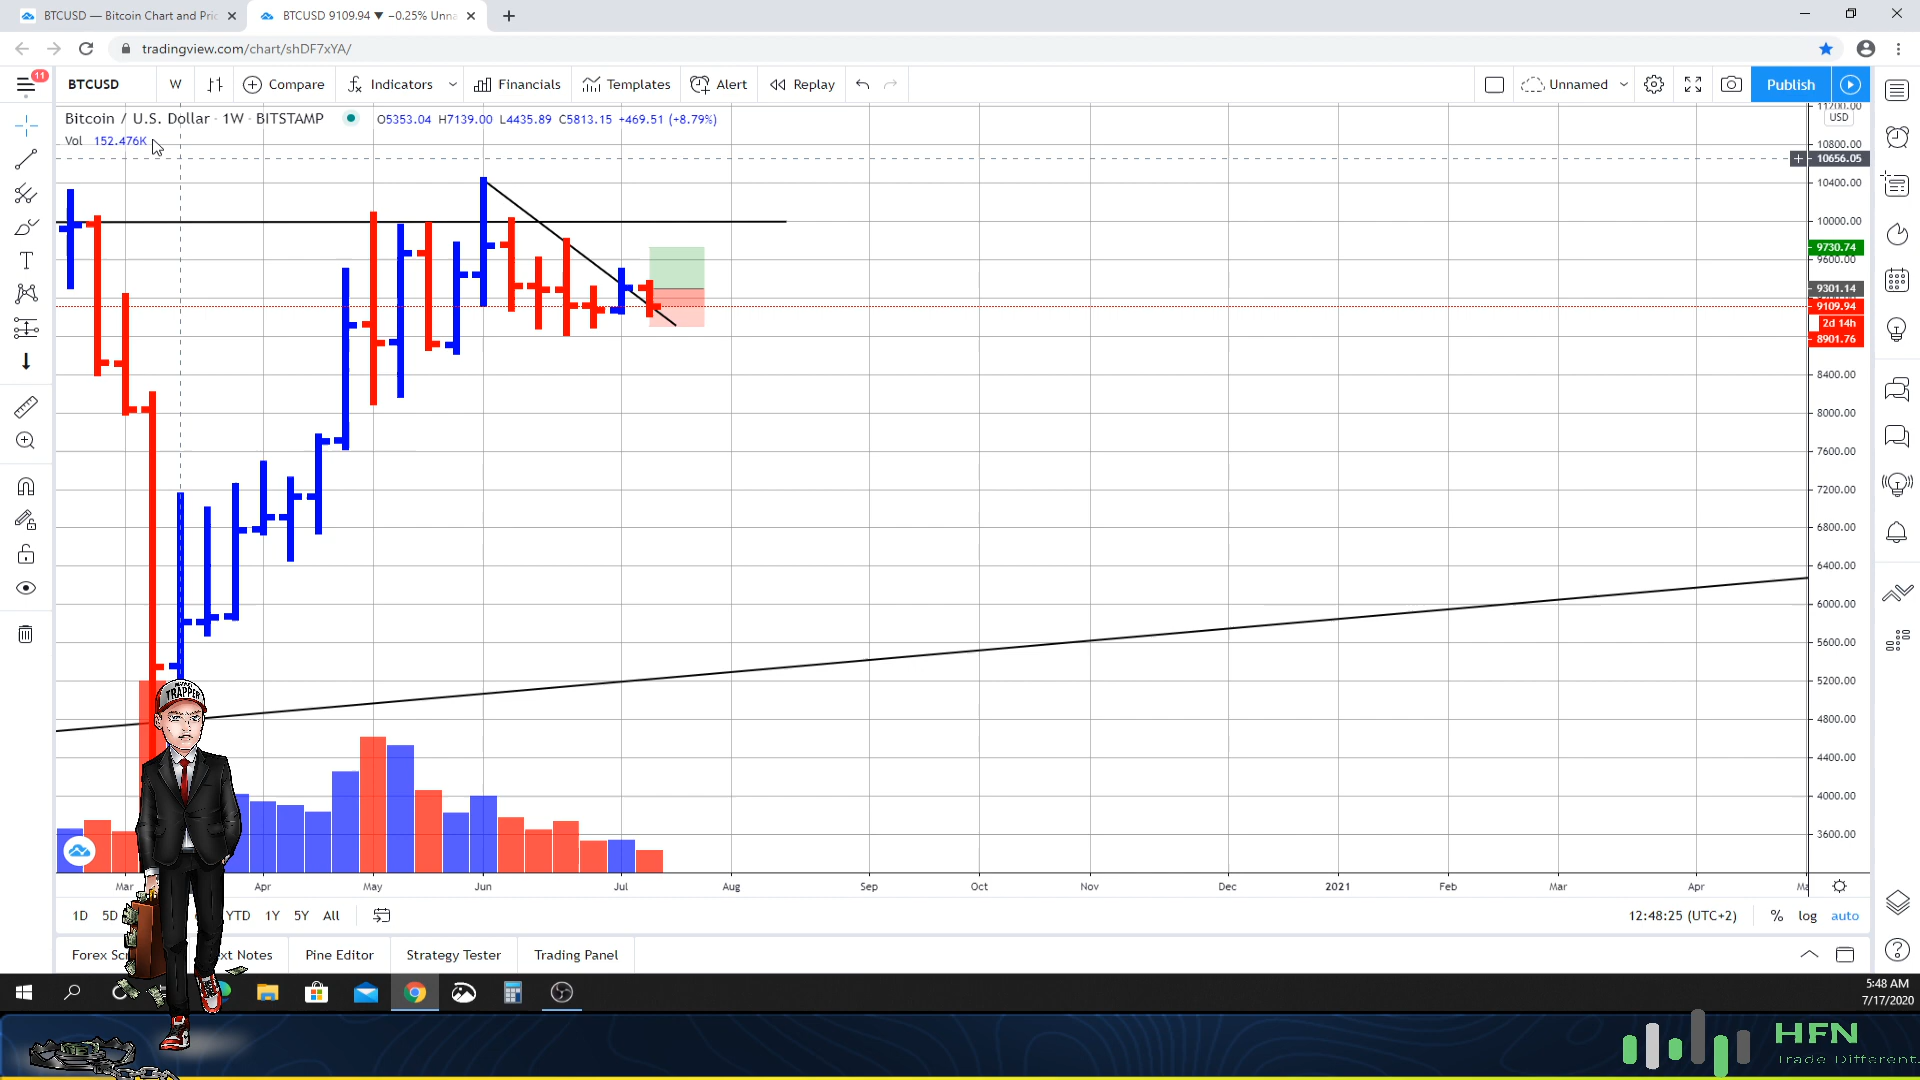 BTCUSD — Bitcoin Chart and Pric
BTCUSD 9109.94 ▼ −0.25% Unna
tradingview.com/chart/shDF7xYA/
11
BTCUSD W Compare Indicators Financials Templates Alert Replay Unnamed Publish
Bitcoin / U.S. Dollar · 1W · BITSTAMP O5353.04 H7139.00 L4435.89 C5813.15 +469.51 (+8.79%)
Vol 152.476K
11200.00
USD
10800.00
10656.05
10400.00
10000.00
9730.74
9600.00
9301.14
9109.94
2d 14h
8901.76
8400.00
8000.00
7600.00
7200.00
6800.00
6400.00
6000.00
5600.00
5200.00
4800.00
4400.00
4000.00
3600.00
TRAPPER
Mar Apr May Jun Jul Aug Sep Oct Nov Dec 2021 Feb Mar Apr Ma
1D 5D YTD 1Y 5Y All
12:48:25 (UTC+2) % log auto
Forex Sc ext Notes Pine Editor Strategy Tester Trading Panel
5:48 AM
7/17/2020
HFN
Trade Different.